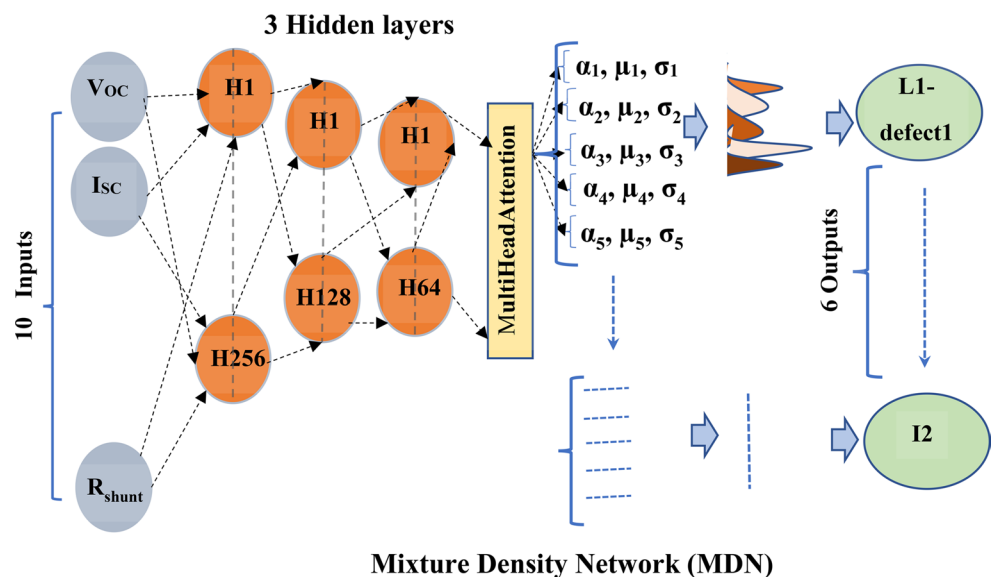 3 Hidden layers
10 Inputs
VOC
ISC
Rshunt
H1
H256
H1
H128
H1
H64
MultiHeadAttention
α1, μ1, σ1
α2, μ2, σ2
α3, μ3, σ3
α4, μ4, σ4
α5, μ5, σ5
L1-
defect1
6 Outputs
I2
Mixture Density Network (MDN)